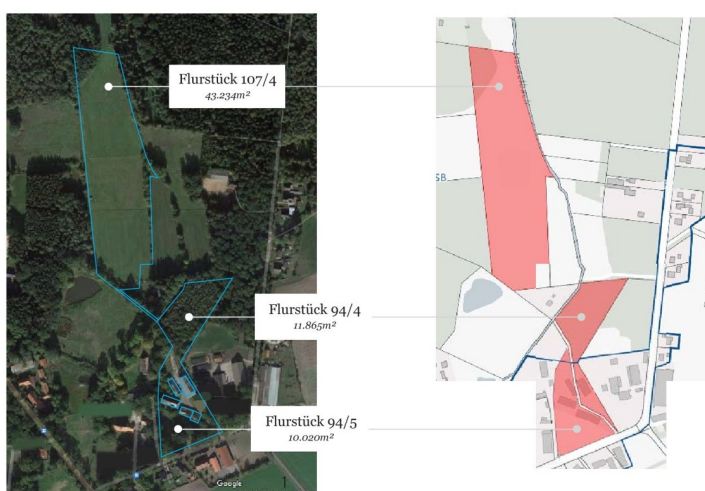 Flurstück 107/4
43.234m²
SB
Flurstück 94/4
11.865m²
Flurstück 94/5
10.020m²
Google